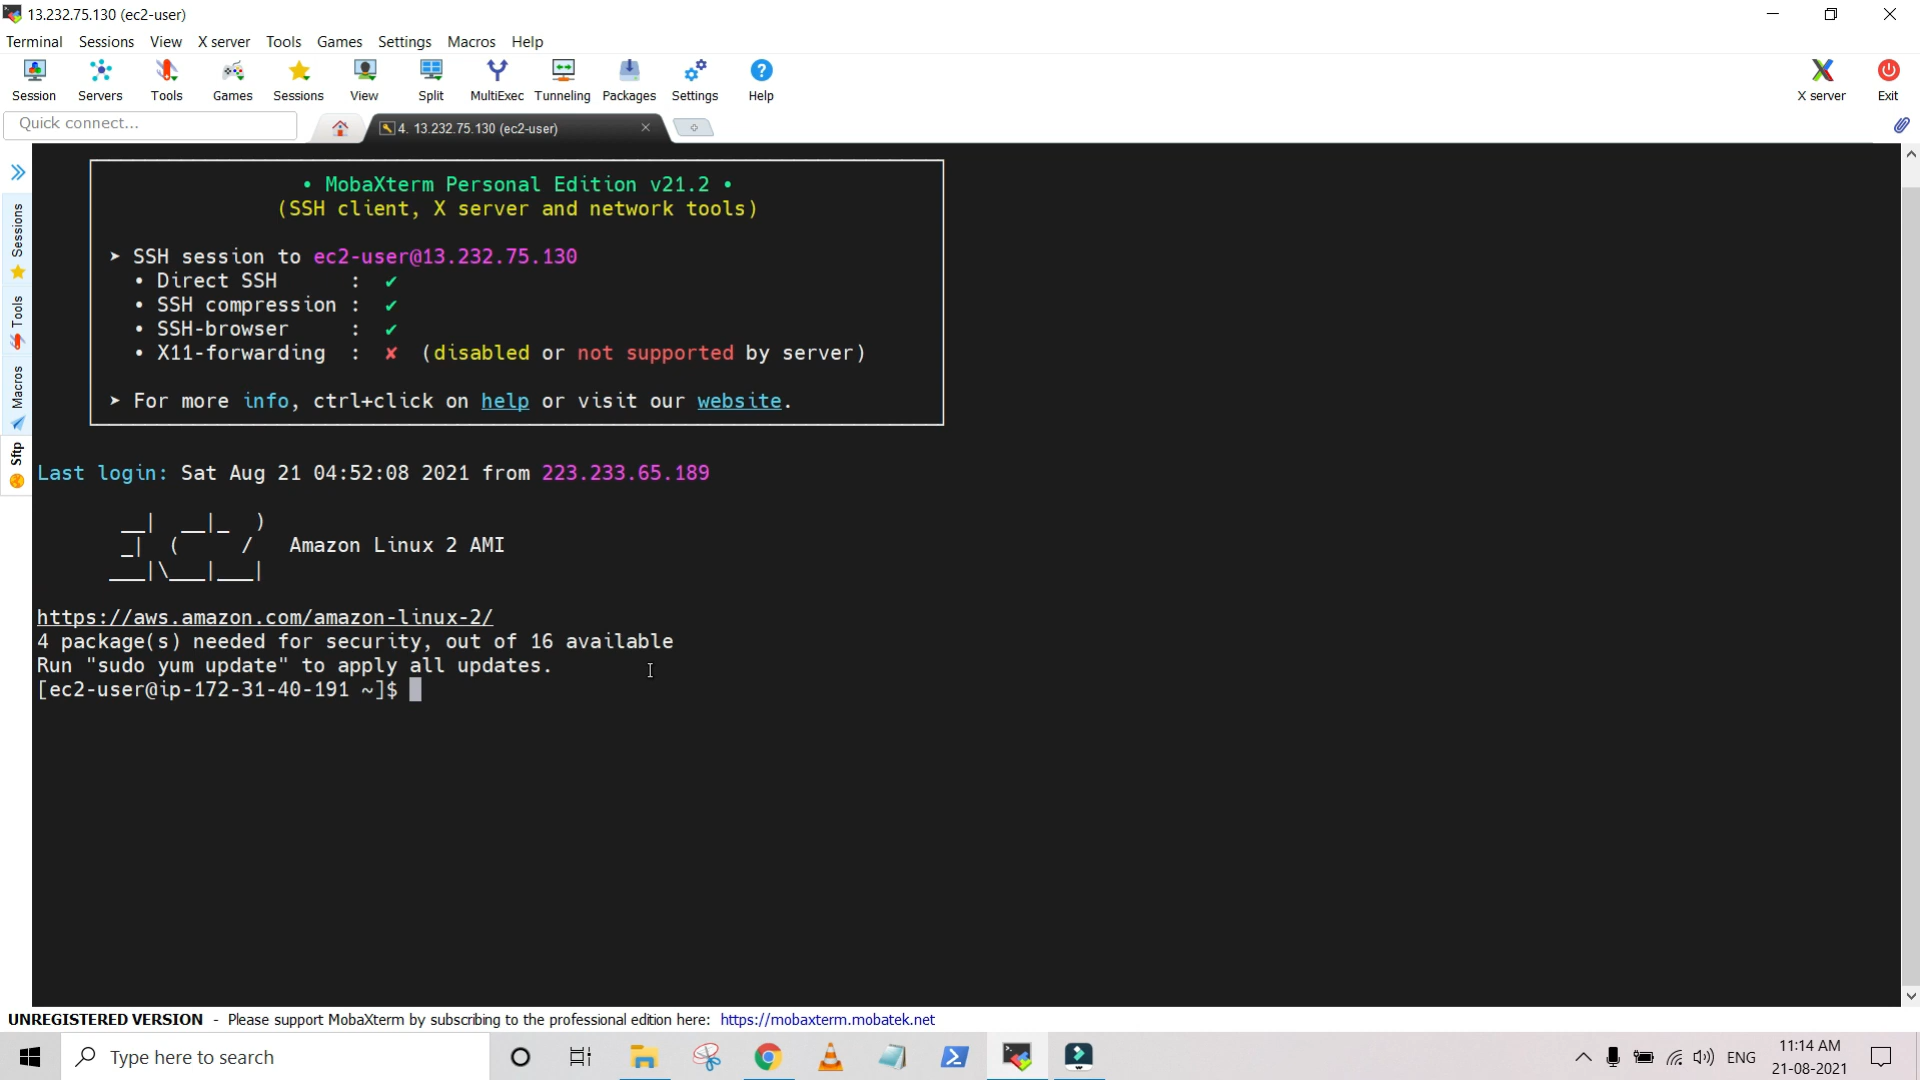 13.232.75.130 (ec2-user)
Terminal Sessions View X server Tools Games Settings Macros Help
Session Servers Tools Games Sessions View Split MultiExec Tunneling Packages Settings Help X server Exit
Quick connect...
4. 13.232.75.130 (ec2-user)
Sessions
Tools
Macros
Sftp
• MobaXterm Personal Edition v21.2 •
(SSH client, X server and network tools)
➤ SSH session to ec2-user@13.232.75.130
• Direct SSH : ✔
• SSH compression : ✔
• SSH-browser : ✔
• X11-forwarding : ✘ (disabled or not supported by server)
➤ For more info, ctrl+click on help or visit our website.
Last login: Sat Aug 21 04:52:08 2021 from 223.233.65.189
__| __|_ )
_| ( / Amazon Linux 2 AMI
___|\___|___|
https://aws.amazon.com/amazon-linux-2/
4 package(s) needed for security, out of 16 available
Run "sudo yum update" to apply all updates.
[ec2-user@ip-172-31-40-191 ~]$
UNREGISTERED VERSION - Please support MobaXterm by subscribing to the professional edition here: https://mobaxterm.mobatek.net
Type here to search
ENG
11:14 AM
21-08-2021